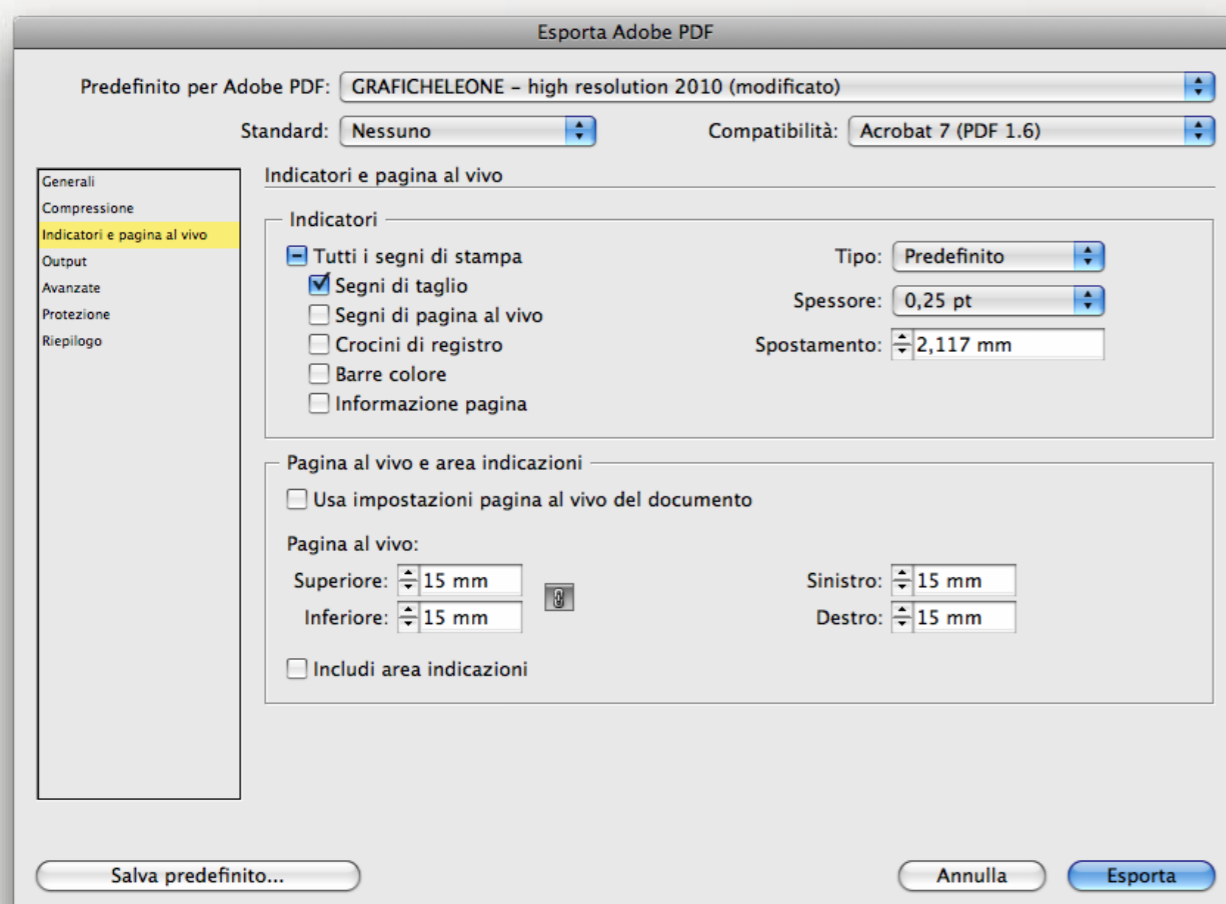 Esporta Adobe PDF
Predefinito per Adobe PDF: GRAFICHELEONE – high resolution 2010 (modificato)
Standard: Nessuno Compatibilità: Acrobat 7 (PDF 1.6)
Generali
Compressione
Indicatori e pagina al vivo
Output
Avanzate
Protezione
Riepilogo
Indicatori e pagina al vivo
Indicatori
Tutti i segni di stampa
Segni di taglio
Segni di pagina al vivo
Crocini di registro
Barre colore
Informazione pagina
Tipo: Predefinito
Spessore: 0,25 pt
Spostamento: 2,117 mm
Pagina al vivo e area indicazioni
Usa impostazioni pagina al vivo del documento
Pagina al vivo:
Superiore: 15 mm
Inferiore: 15 mm
Sinistro: 15 mm
Destro: 15 mm
Includi area indicazioni
Salva predefinito... Annulla Esporta